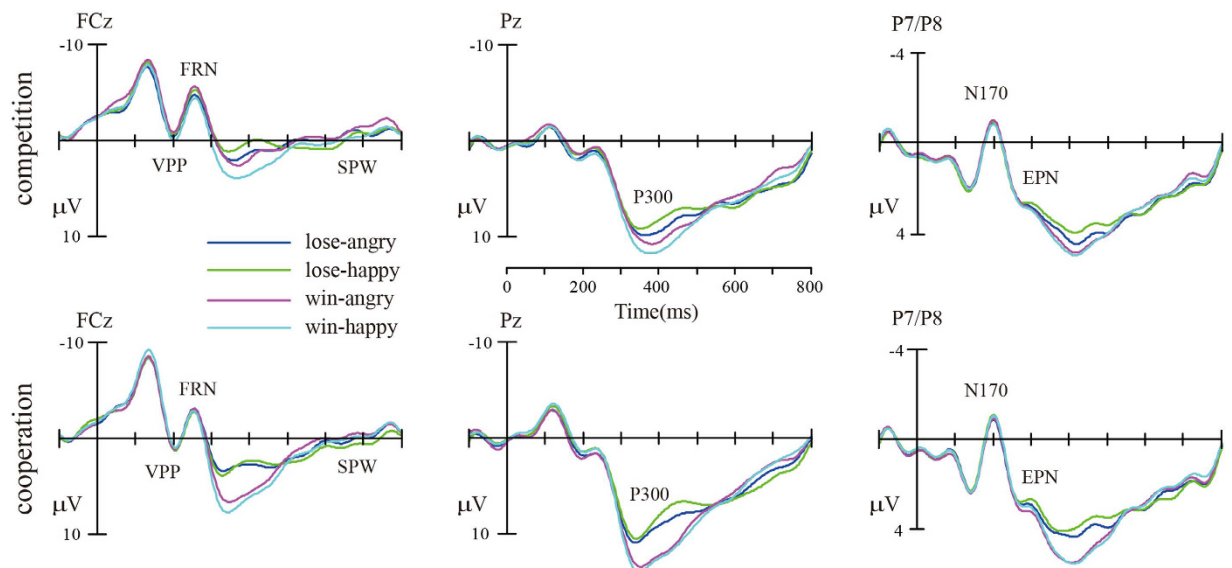 competition
FCz
-10
FRN
VPP
SPW
μV
10
Pz
-10
P300
μV
10
0
200
400
600
800
Time(ms)
P7/P8
-4
N170
EPN
μV
4
lose-angry
lose-happy
win-angry
win-happy
cooperation
FCz
-10
FRN
VPP
SPW
μV
10
Pz
-10
P300
μV
10
P7/P8
-4
N170
EPN
μV
4